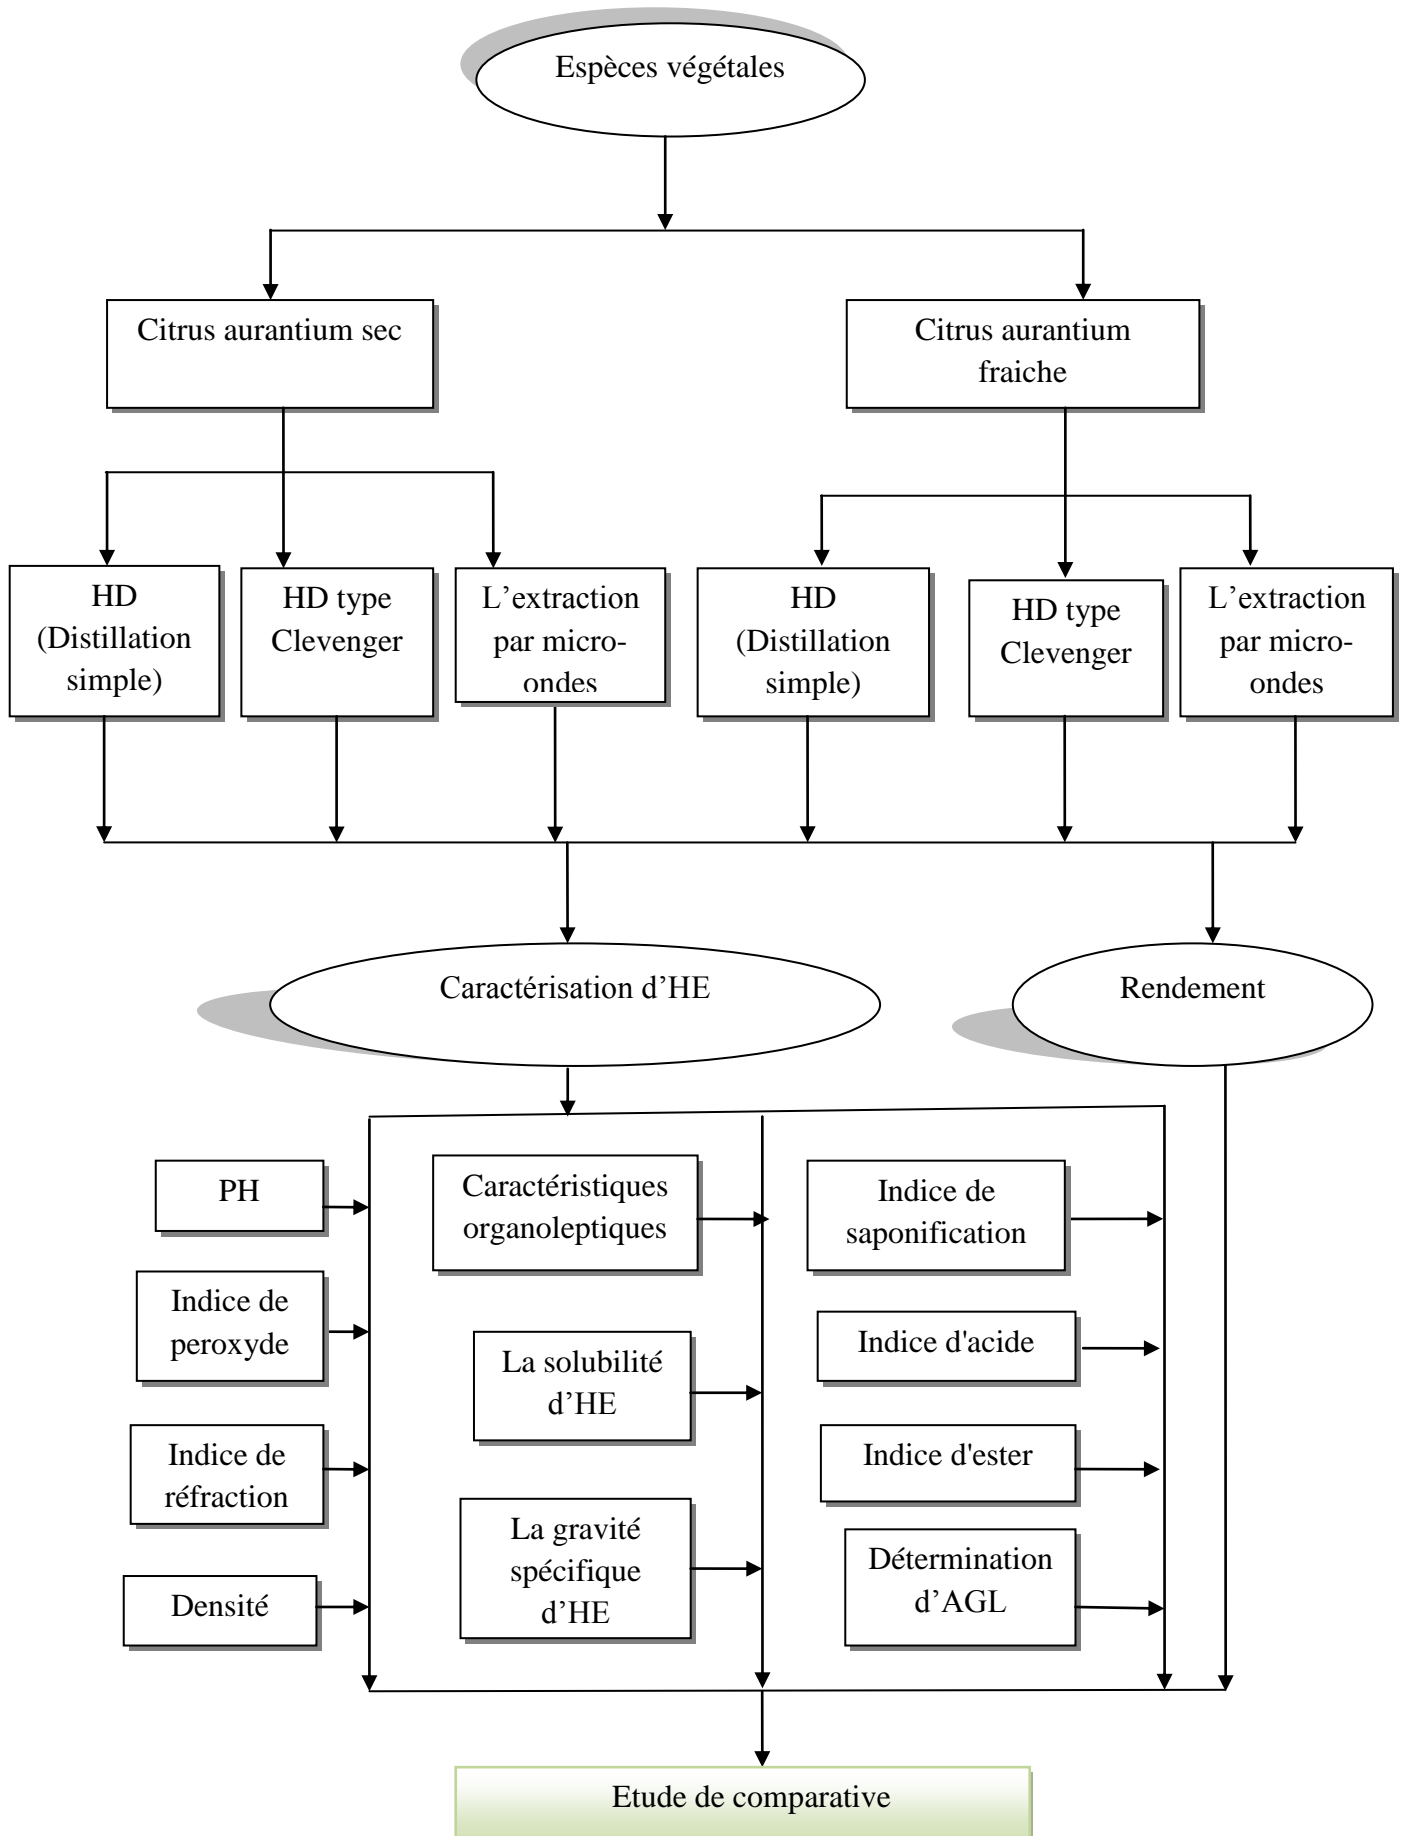 Espèces végétales
Citrus aurantium sec
Citrus aurantium
fraiche
HD
(Distillation
simple)
HD type
Clevenger
L’extraction
par micro-
ondes
HD
(Distillation
simple)
HD type
Clevenger
L’extraction
par micro-
ondes
Caractérisation d’HE
Rendement
PH
Indice de
peroxyde
Indice de
réfraction
Densité
Caractéristiques
organoleptiques
La solubilité
d’HE
La gravité
spécifique
d’HE
Indice de
saponification
Indice d'acide
Indice d'ester
Détermination
d’AGL
Etude de comparative